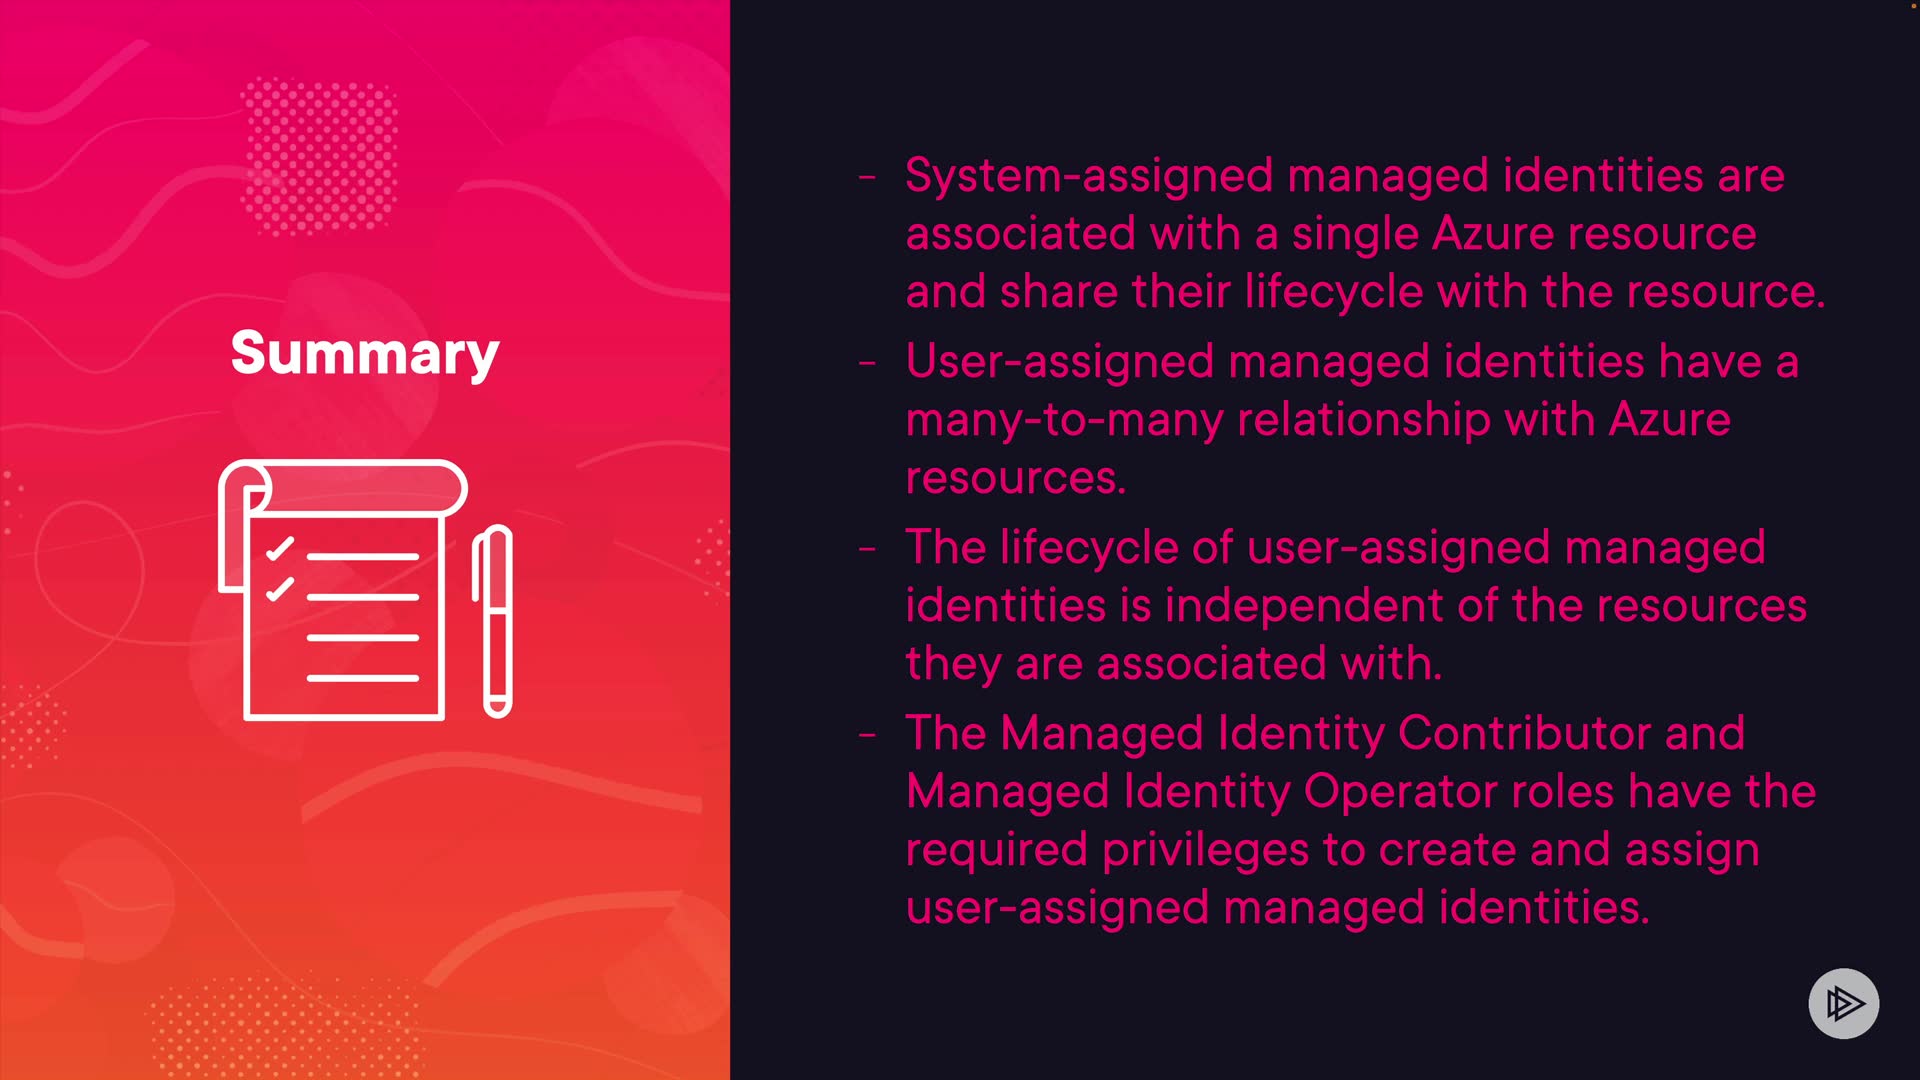 Summary
- System-assigned managed identities are
associated with a single Azure resource
and share their lifecycle with the resource.
- User-assigned managed identities have a
many-to-many relationship with Azure
resources.
- The lifecycle of user-assigned managed
identities is independent of the resources
they are associated with.
- The Managed Identity Contributor and
Managed Identity Operator roles have the
required privileges to create and assign
user-assigned managed identities.